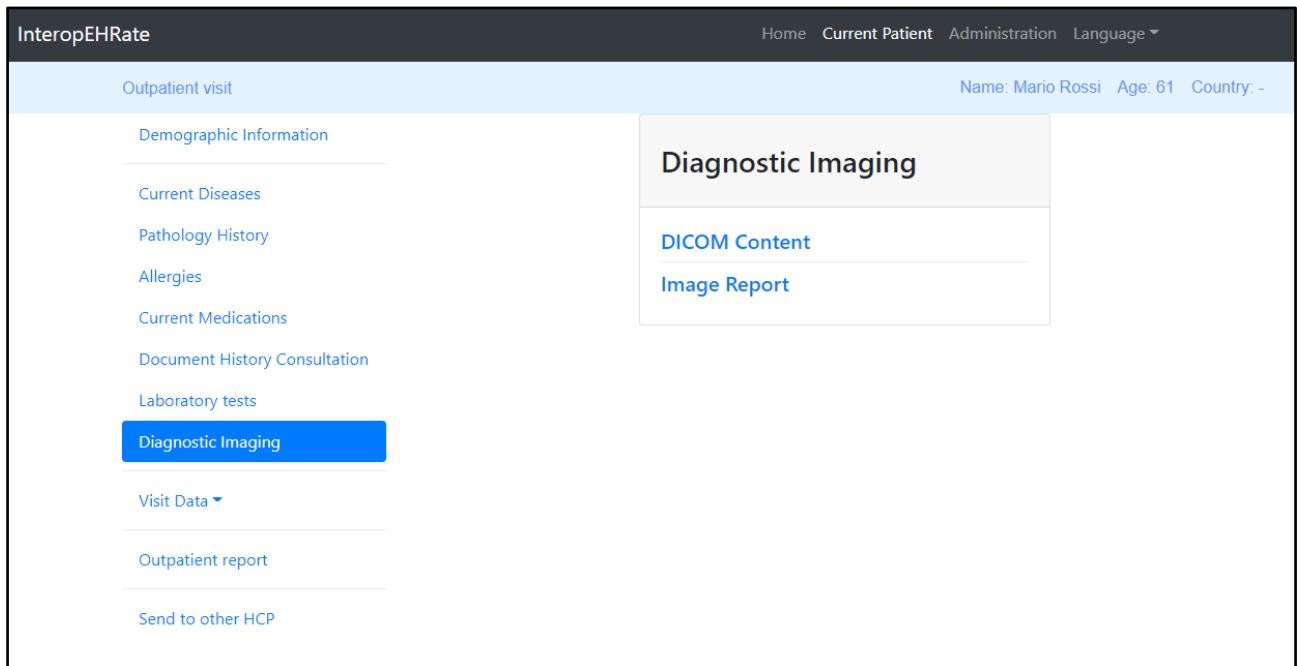 InteropEHRate Home Current Patient Administration Language
Outpatient visit Name: Mario Rossi Age: 61 Country: -
Demographic Information
Current Diseases
Pathology History
Allergies
Current Medications
Document History Consultation
Laboratory tests
Diagnostic Imaging
Visit Data
Outpatient report
Send to other HCP
Diagnostic Imaging
DICOM Content
Image Report